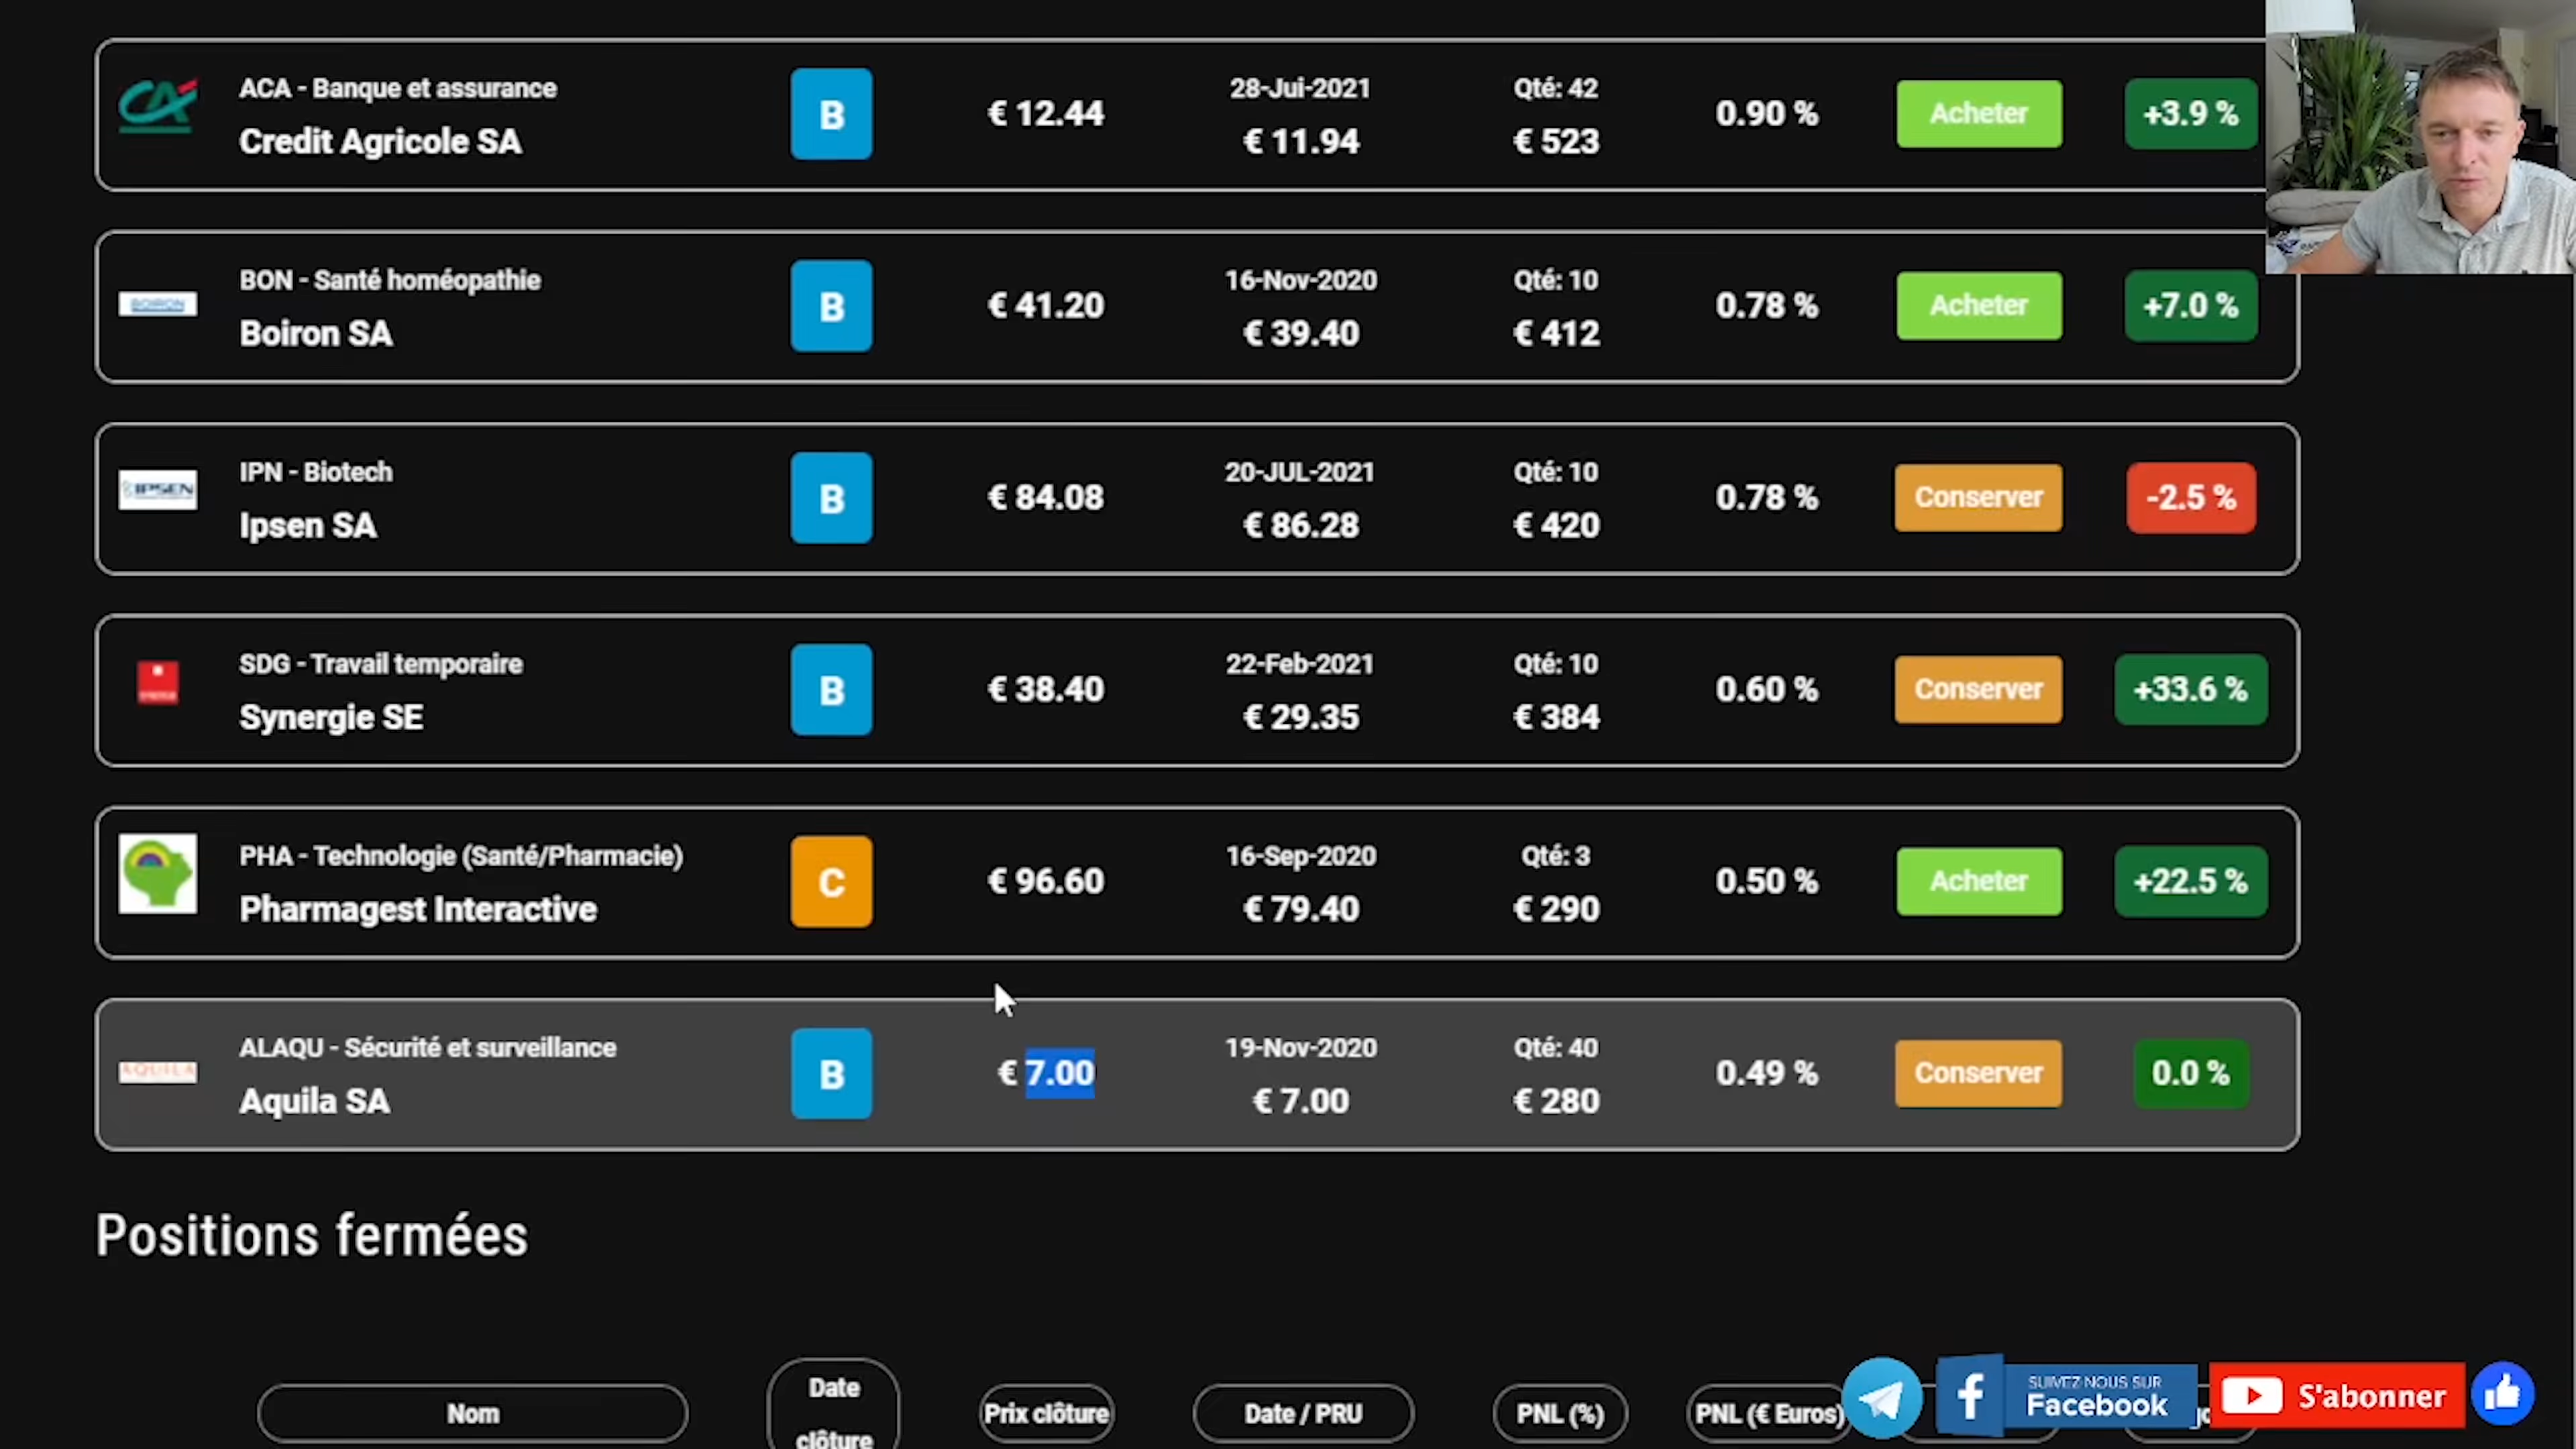 ACA - Banque et assurance
Credit Agricole SA
B
€ 12.44
28-Jui-2021
€ 11.94
Qté: 42
€ 523
0.90 %
Acheter
+3.9 %
BOIRON
BON - Santé homéopathie
Boiron SA
B
€ 41.20
16-Nov-2020
€ 39.40
Qté: 10
€ 412
0.78 %
Acheter
+7.0 %
IPSEN
IPN - Biotech
Ipsen SA
B
€ 84.08
20-JUL-2021
€ 86.28
Qté: 10
€ 420
0.78 %
Conserver
-2.5 %
SDG - Travail temporaire
Synergie SE
B
€ 38.40
22-Feb-2021
€ 29.35
Qté: 10
€ 384
0.60 %
Conserver
+33.6 %
PHA - Technologie (Santé/Pharmacie)
Pharmagest Interactive
C
€ 96.60
16-Sep-2020
€ 79.40
Qté: 3
€ 290
0.50 %
Acheter
+22.5 %
AQUILA
ALAQU - Sécurité et surveillance
Aquila SA
B
€ 7.00
19-Nov-2020
€ 7.00
Qté: 40
€ 280
0.49 %
Conserver
0.0 %
Positions fermées
Nom
Date
clôture
Prix clôture
Date / PRU
PNL (%)
PNL (€ Euros)
SUIVEZ NOUS SUR
Facebook
S'abonner